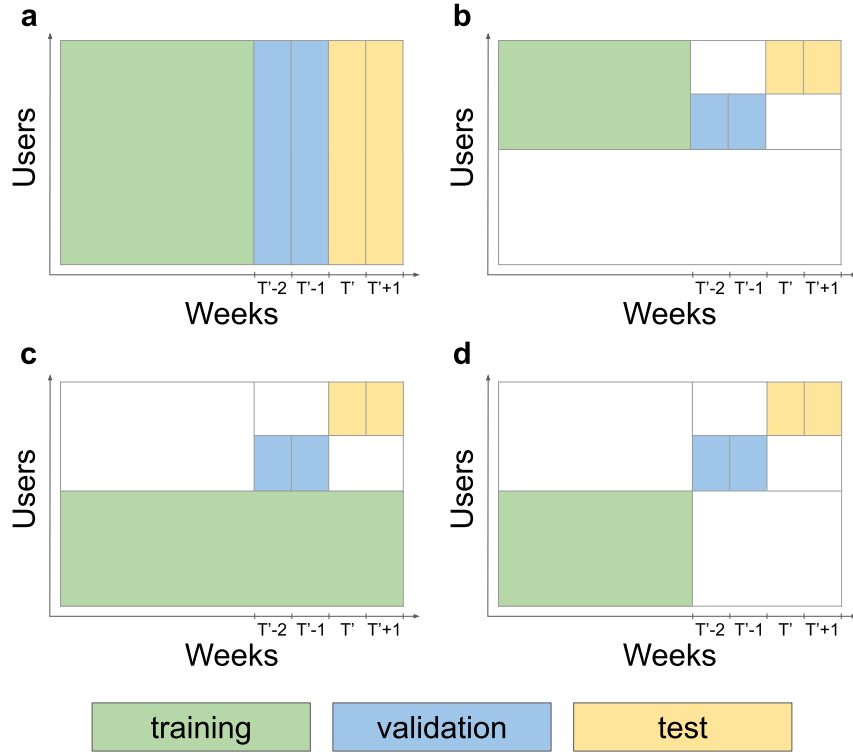 a
Users
T'-2 T'-1 T' T'+1
Weeks
b
Users
T'-2 T'-1 T' T'+1
Weeks
c
Users
T'-2 T'-1 T' T'+1
Weeks
d
Users
T'-2 T'-1 T' T'+1
Weeks
training
validation
test